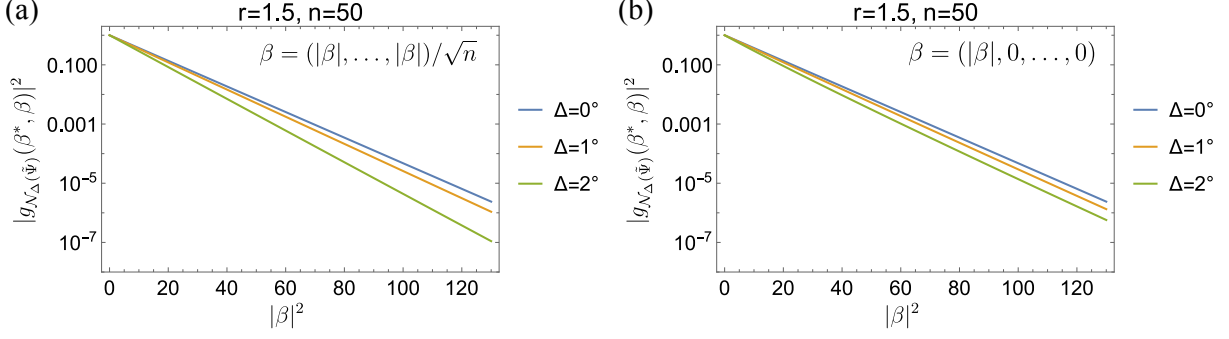 (a)
r=1.5, n=50
β = (|β|, . . . , |β|)/√n
|g_{𝒩_Δ(Ψ̃)}(β*, β)|²
0.100
0.001
10⁻⁵
10⁻⁷
0 20 40 60 80 100 120
|β|²
Δ=0°
Δ=1°
Δ=2°
(b)
r=1.5, n=50
β = (|β|, 0, . . . , 0)
|g_{𝒩_Δ(Ψ̃)}(β*, β)|²
0.100
0.001
10⁻⁵
10⁻⁷
0 20 40 60 80 100 120
|β|²
Δ=0°
Δ=1°
Δ=2°